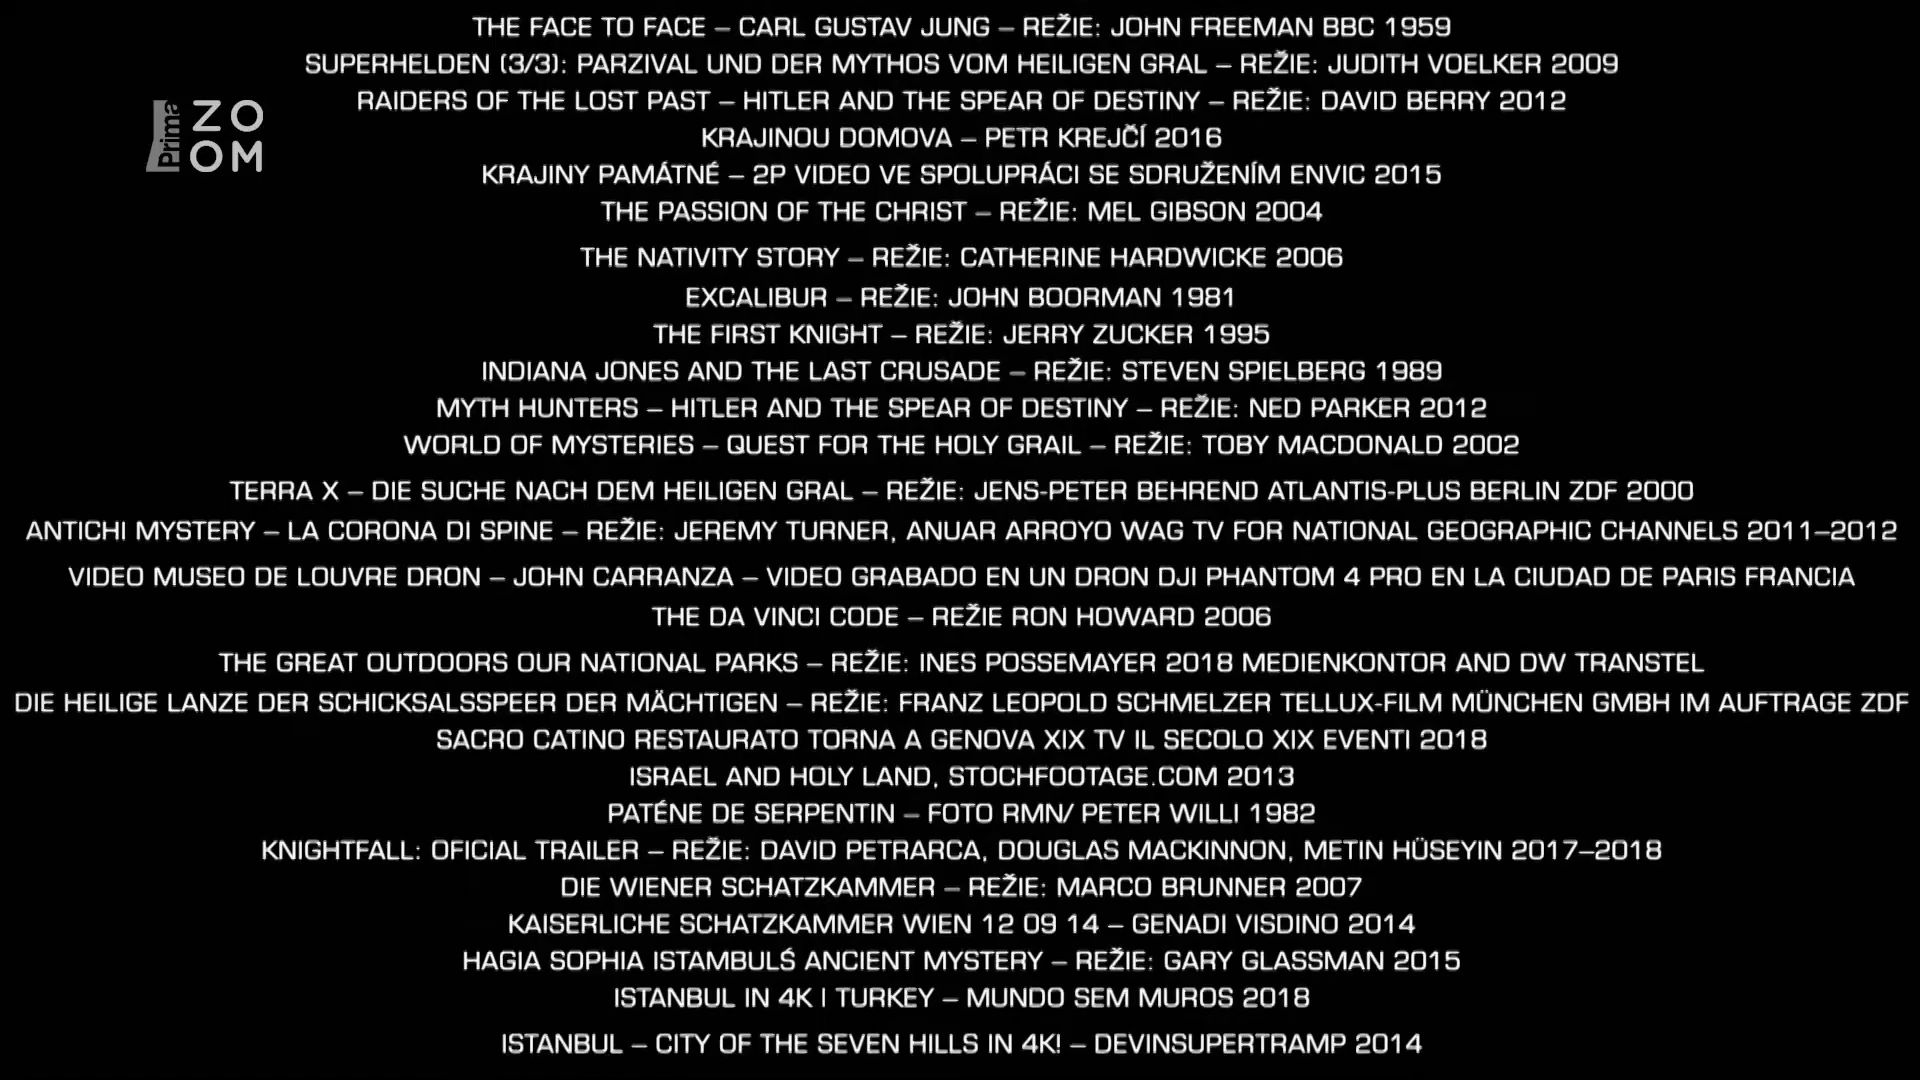 THE FACE TO FACE – CARL GUSTAV JUNG – REŽIE: JOHN FREEMAN BBC 1959
SUPERHELDEN (3/3): PARZIVAL UND DER MYTHOS VOM HEILIGEN GRAL – REŽIE: JUDITH VOELKER 2009
RAIDERS OF THE LOST PAST – HITLER AND THE SPEAR OF DESTINY – REŽIE: DAVID BERRY 2012
Prima ZOOM
KRAJINOU DOMOVA – PETR KREJČÍ 2016
KRAJINY PAMÁTNÉ – 2P VIDEO VE SPOLUPRÁCI SE SDRUŽENÍM ENVIC 2015
THE PASSION OF THE CHRIST – REŽIE: MEL GIBSON 2004
THE NATIVITY STORY – REŽIE: CATHERINE HARDWICKE 2006
EXCALIBUR – REŽIE: JOHN BOORMAN 1981
THE FIRST KNIGHT – REŽIE: JERRY ZUCKER 1995
INDIANA JONES AND THE LAST CRUSADE – REŽIE: STEVEN SPIELBERG 1989
MYTH HUNTERS – HITLER AND THE SPEAR OF DESTINY – REŽIE: NED PARKER 2012
WORLD OF MYSTERIES – QUEST FOR THE HOLY GRAIL – REŽIE: TOBY MACDONALD 2002
TERRA X – DIE SUCHE NACH DEM HEILIGEN GRAL – REŽIE: JENS-PETER BEHREND ATLANTIS-PLUS BERLIN ZDF 2000
ANTICHI MYSTERY – LA CORONA DI SPINE – REŽIE: JEREMY TURNER, ANUAR ARROYO WAG TV FOR NATIONAL GEOGRAPHIC CHANNELS 2011–2012
VIDEO MUSEO DE LOUVRE DRON – JOHN CARRANZA – VIDEO GRABADO EN UN DRON DJI PHANTOM 4 PRO EN LA CIUDAD DE PARIS FRANCIA
THE DA VINCI CODE – REŽIE RON HOWARD 2006
THE GREAT OUTDOORS OUR NATIONAL PARKS – REŽIE: INES POSSEMAYER 2018 MEDIENKONTOR AND DW TRANSTEL
DIE HEILIGE LANZE DER SCHICKSALSSPEER DER MÄCHTIGEN – REŽIE: FRANZ LEOPOLD SCHMELZER TELLUX-FILM MÜNCHEN GMBH IM AUFTRAGE ZDF
SACRO CATINO RESTAURATO TORNA A GENOVA XIX TV IL SECOLO XIX EVENTI 2018
ISRAEL AND HOLY LAND, STOCHFOOTAGE.COM 2013
PATÉNE DE SERPENTIN – FOTO RMN/ PETER WILLI 1982
KNIGHTFALL: OFICIAL TRAILER – REŽIE: DAVID PETRARCA, DOUGLAS MACKINNON, METIN HÜSEYIN 2017–2018
DIE WIENER SCHATZKAMMER – REŽIE: MARCO BRUNNER 2007
KAISERLICHE SCHATZKAMMER WIEN 12 09 14 – GENADI VISDINO 2014
HAGIA SOPHIA ISTAMBULŚ ANCIENT MYSTERY – REŽIE: GARY GLASSMAN 2015
ISTANBUL IN 4K | TURKEY – MUNDO SEM MUROS 2018
ISTANBUL – CITY OF THE SEVEN HILLS IN 4K! – DEVINSUPERTRAMP 2014